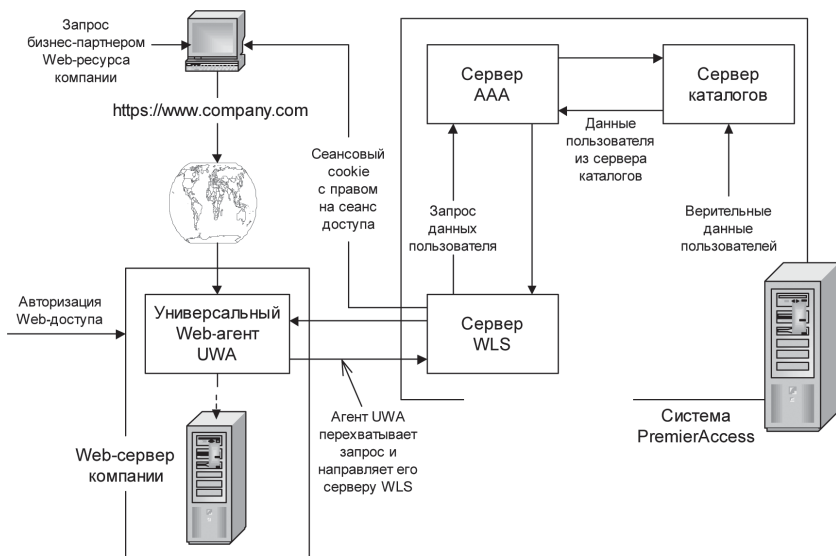 Запрос
бизнес-партнером
Web-ресурса
компании
https://www.company.com
Сеансовый
cookie
с правом
на сеанс
доступа
Сервер
AAA
Сервер
каталогов
Данные
пользователя
из сервера
каталогов
Запрос
данных
пользователя
Верительные
данные
пользователей
Авторизация
Web-доступа
Универсальный
Web-агент
UWA
Сервер
WLS
Агент UWA
перехватывает
запрос и
направляет его
серверу WLS
Web-сервер
компании
Система
PremierAccess